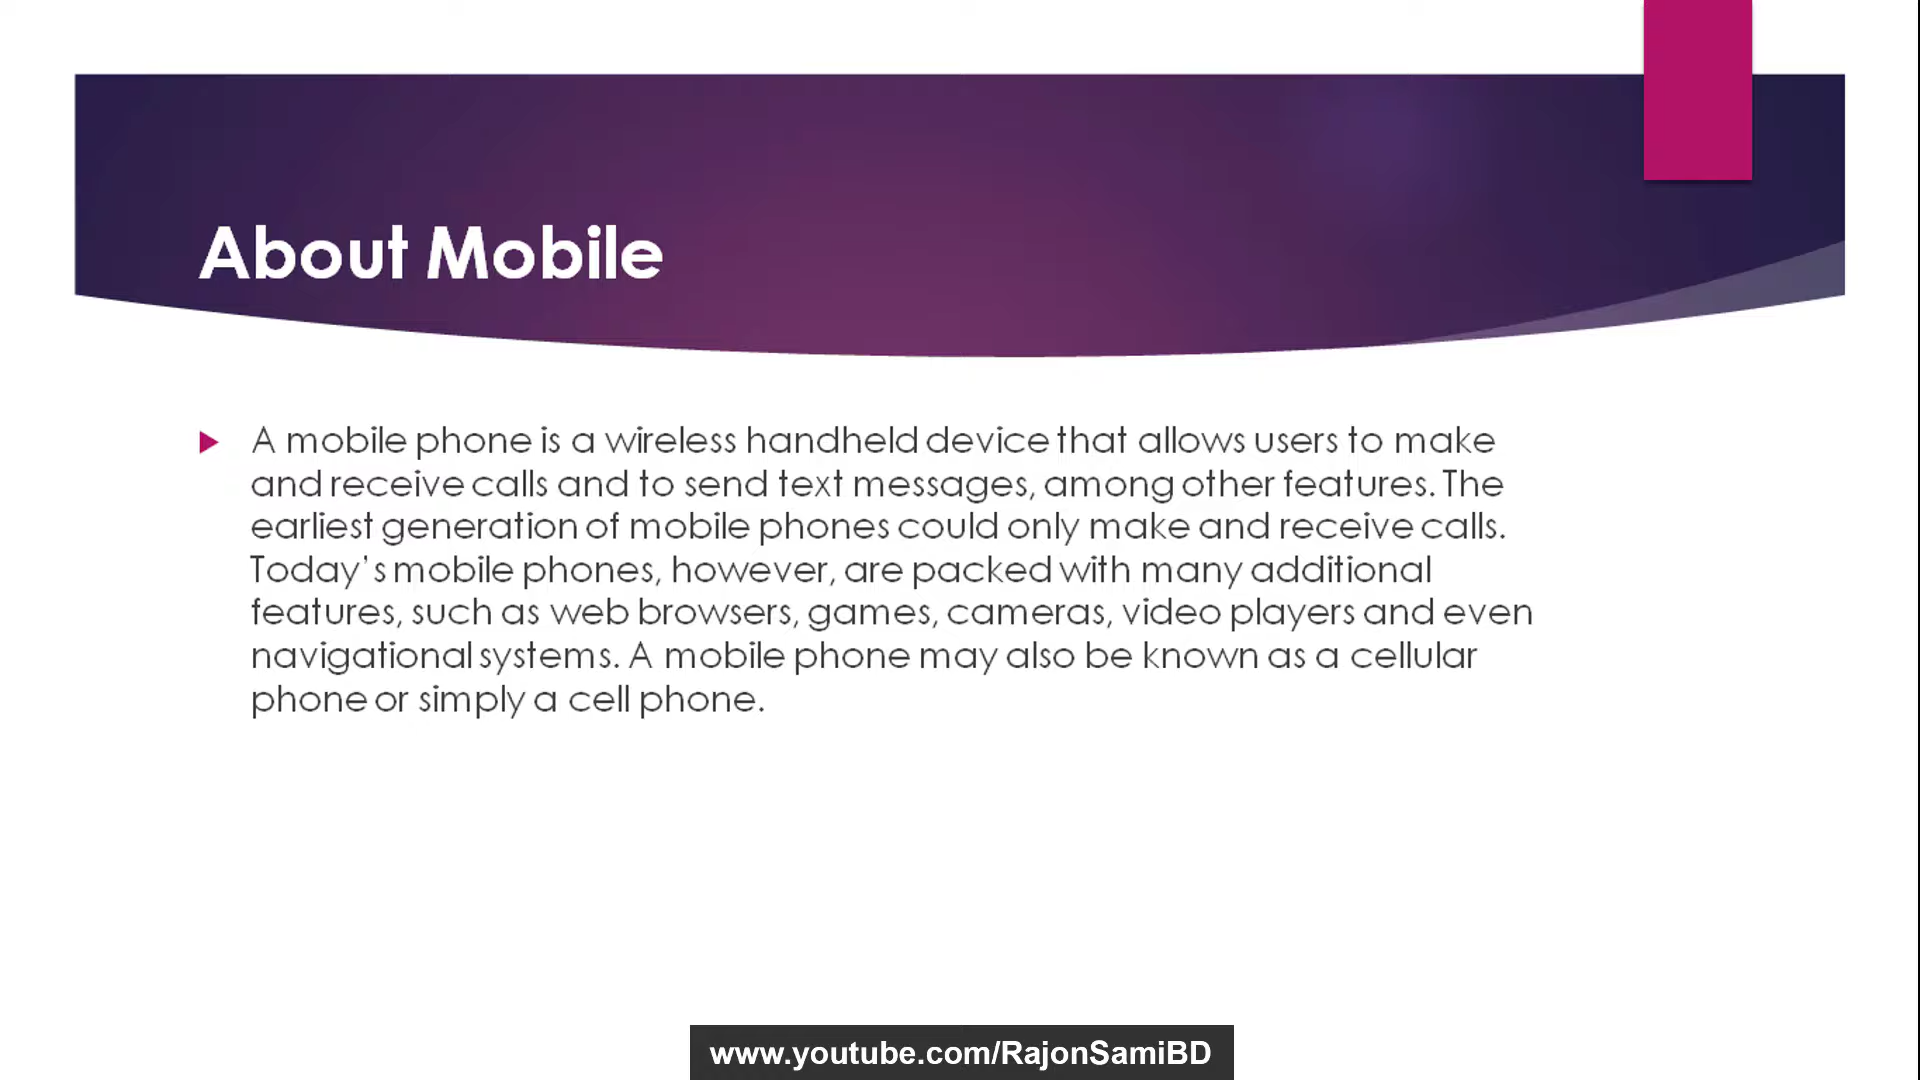 About Mobile
A mobile phone is a wireless handheld device that allows users to make
and receive calls and to send text messages, among other features. The
earliest generation of mobile phones could only make and receive calls.
Today’s mobile phones, however, are packed with many additional
features, such as web browsers, games, cameras, video players and even
navigational systems. A mobile phone may also be known as a cellular
phone or simply a cell phone.
www.youtube.com/RajonSamiBD